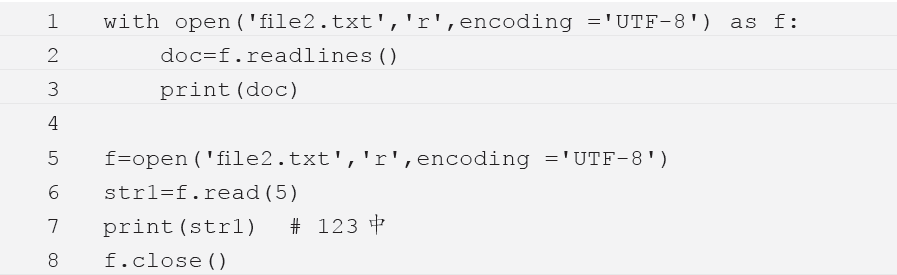 1 with open('file2.txt','r',encoding ='UTF-8') as f:
2     doc=f.readlines()
3     print(doc)
4
5 f=open('file2.txt','r',encoding ='UTF-8')
6 str1=f.read(5)
7 print(str1)  # 123 中
8 f.close()